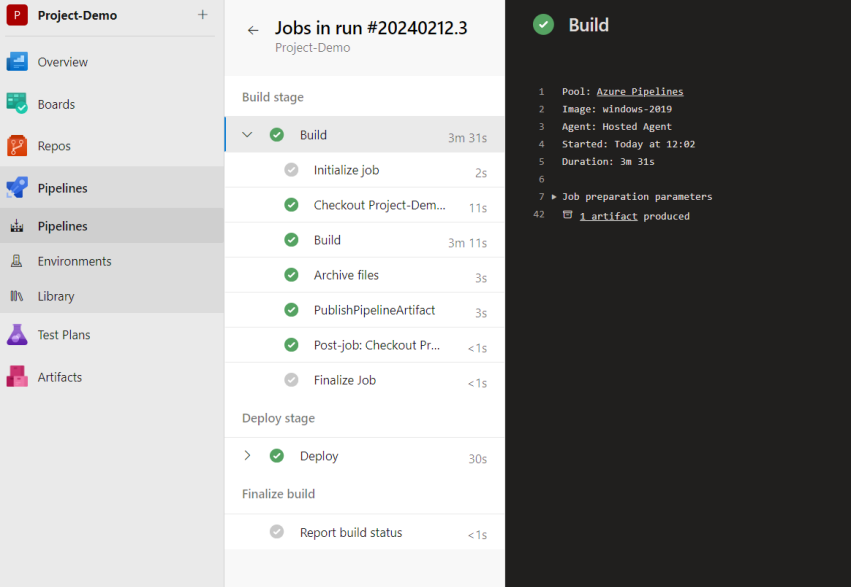 P Project-Demo +
Overview
Boards
Repos
Pipelines
Pipelines
Environments
Library
Test Plans
Artifacts
Jobs in run #20240212.3
Project-Demo
Build stage
Build 3m 31s
Initialize job 2s
Checkout Project-Dem... 11s
Build 3m 11s
Archive files 3s
PublishPipelineArtifact 3s
Post-job: Checkout Pr... <1s
Finalize Job <1s
Deploy stage
Deploy 30s
Finalize build
Report build status <1s
Build
1 Pool: Azure Pipelines
2 Image: windows-2019
3 Agent: Hosted Agent
4 Started: Today at 12:02
5 Duration: 3m 31s
6
7 Job preparation parameters
42 1 artifact produced